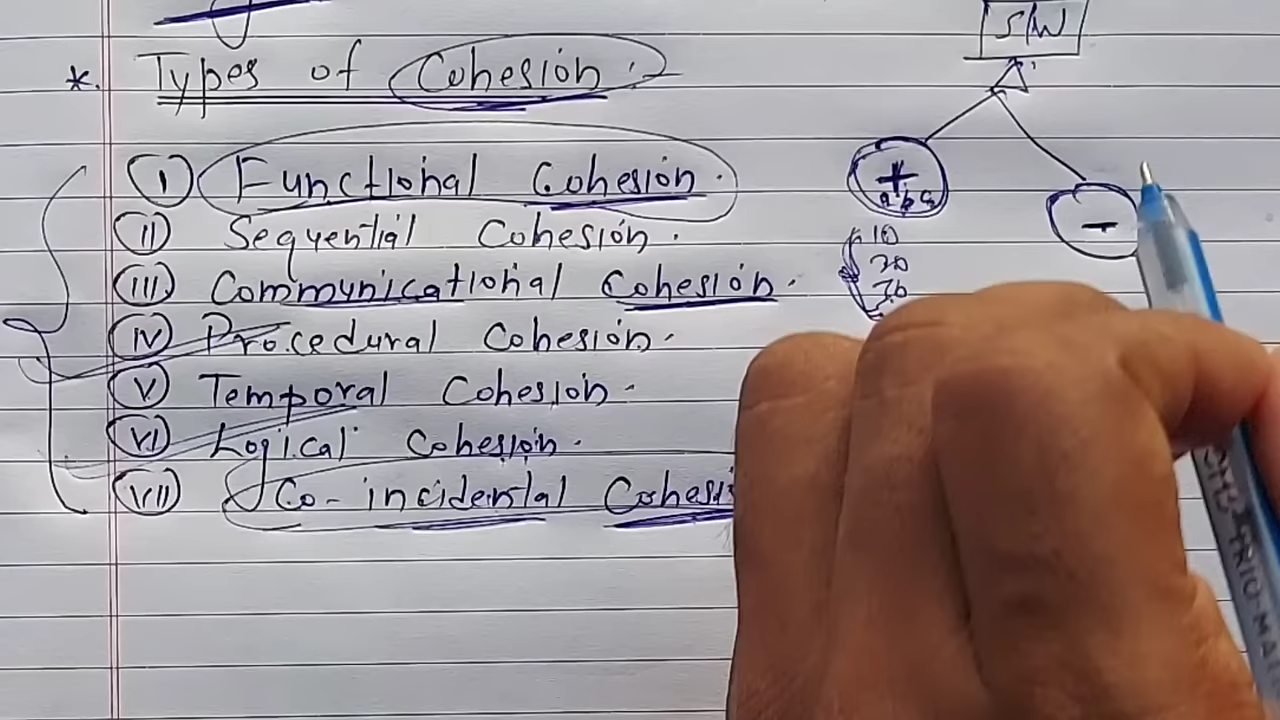 *. Types of Cohesion :
S/W
(I) Functional Cohesion.
+
a b c
(II) Sequential Cohesion.
-
10
20
(III) Communicational Cohesion.
(IV) Procedural Cohesion.
(V) Temporal Cohesion.
(VI) Logical Cohesion.
(VII) Co-incidental Cohesi